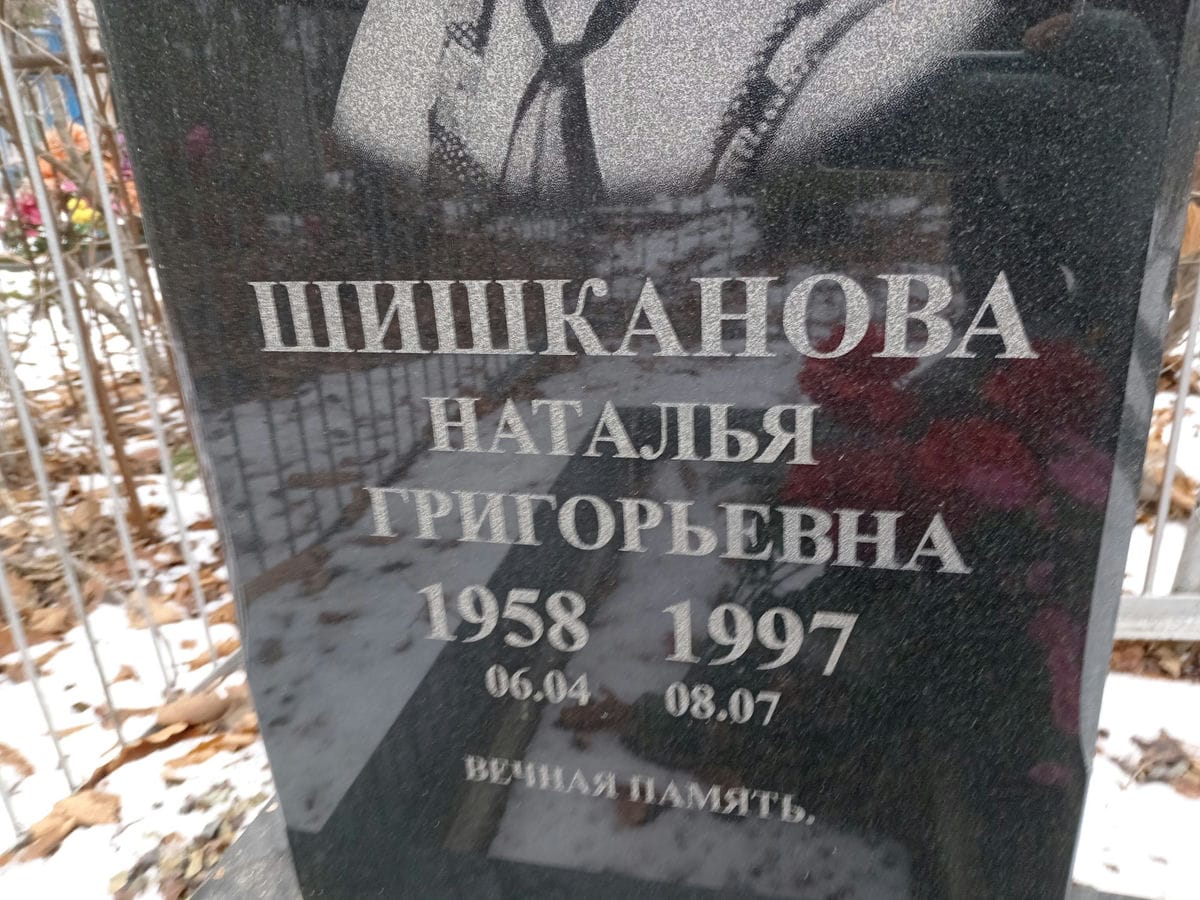 ШИШКАНОВА
НАТАЛЬЯ
ГРИГОРЬЕВНА
1958 1997
06.04 08.07
ВЕЧНАЯ ПАМЯТЬ.